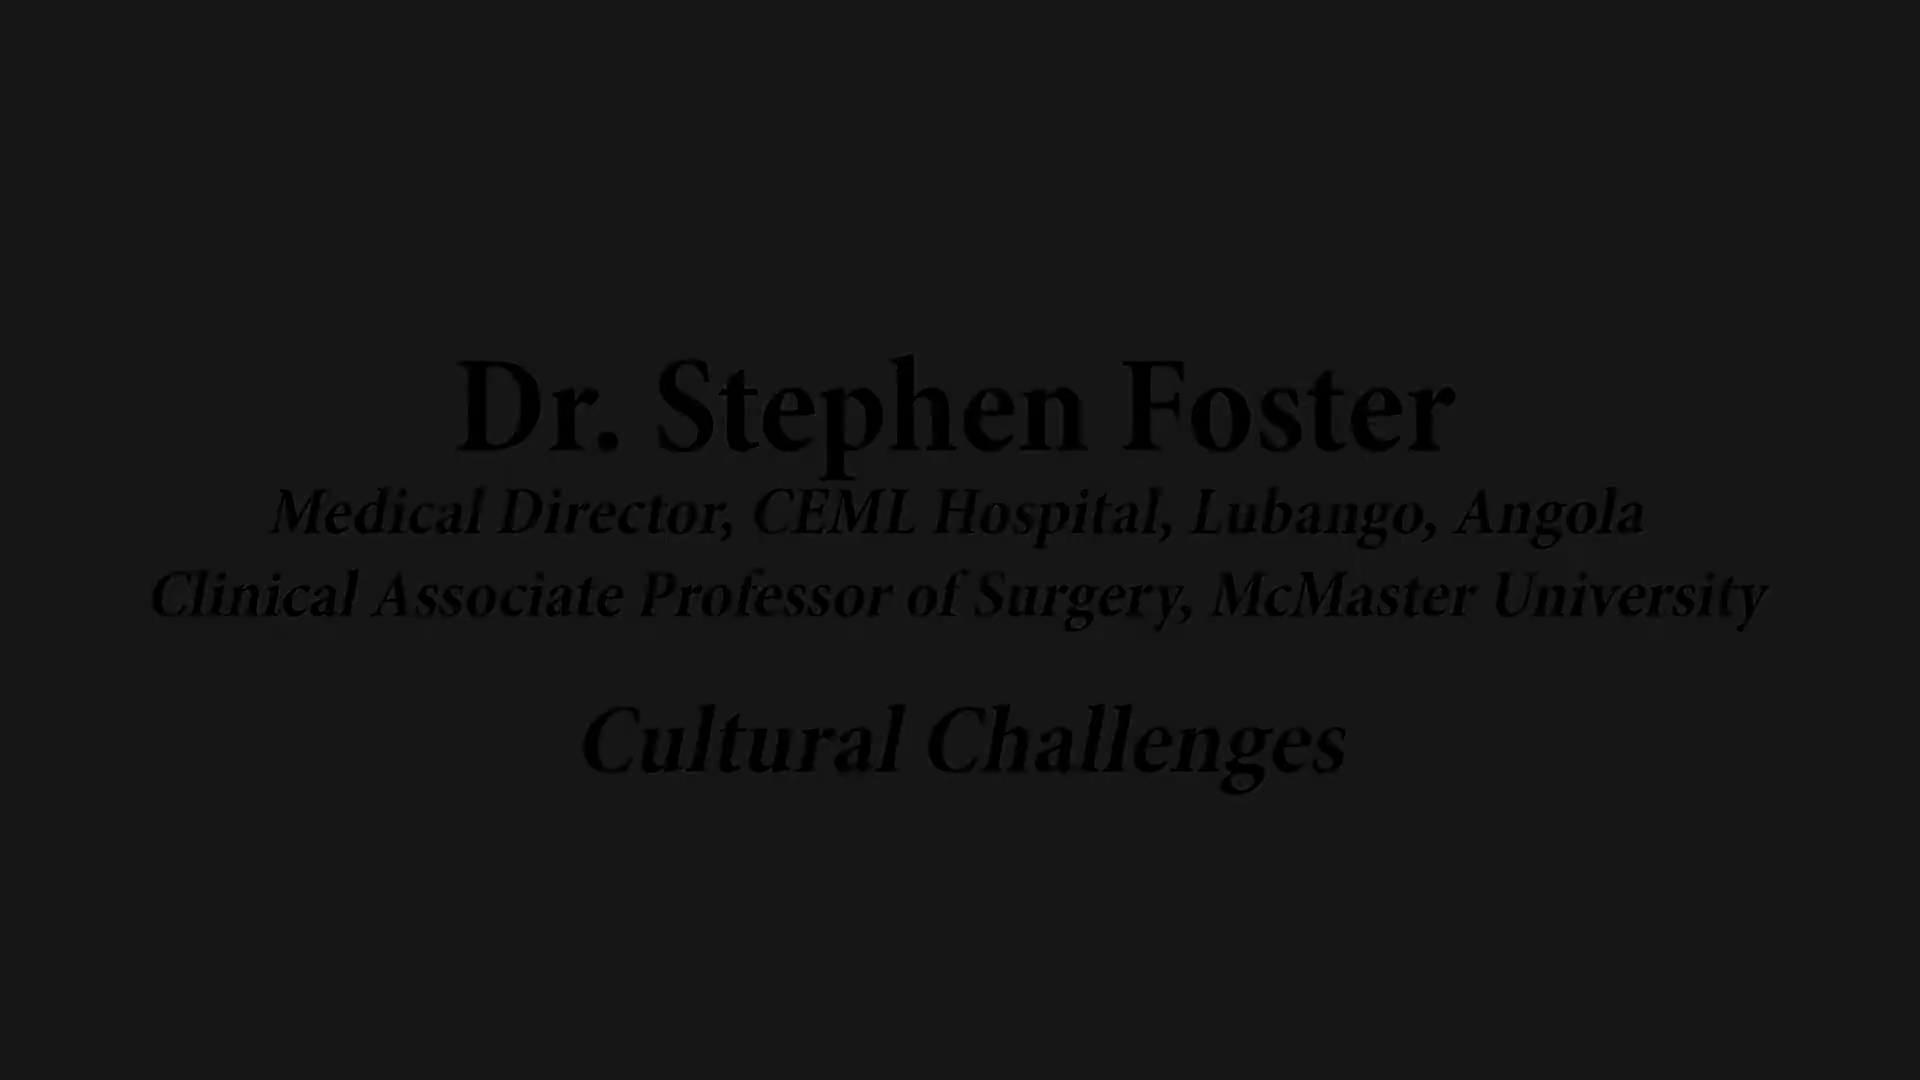 Dr. Stephen Foster
Medical Director, CEML Hospital, Lubango, Angola
Clinical Associate Professor of Surgery, McMaster University
Cultural Challenges